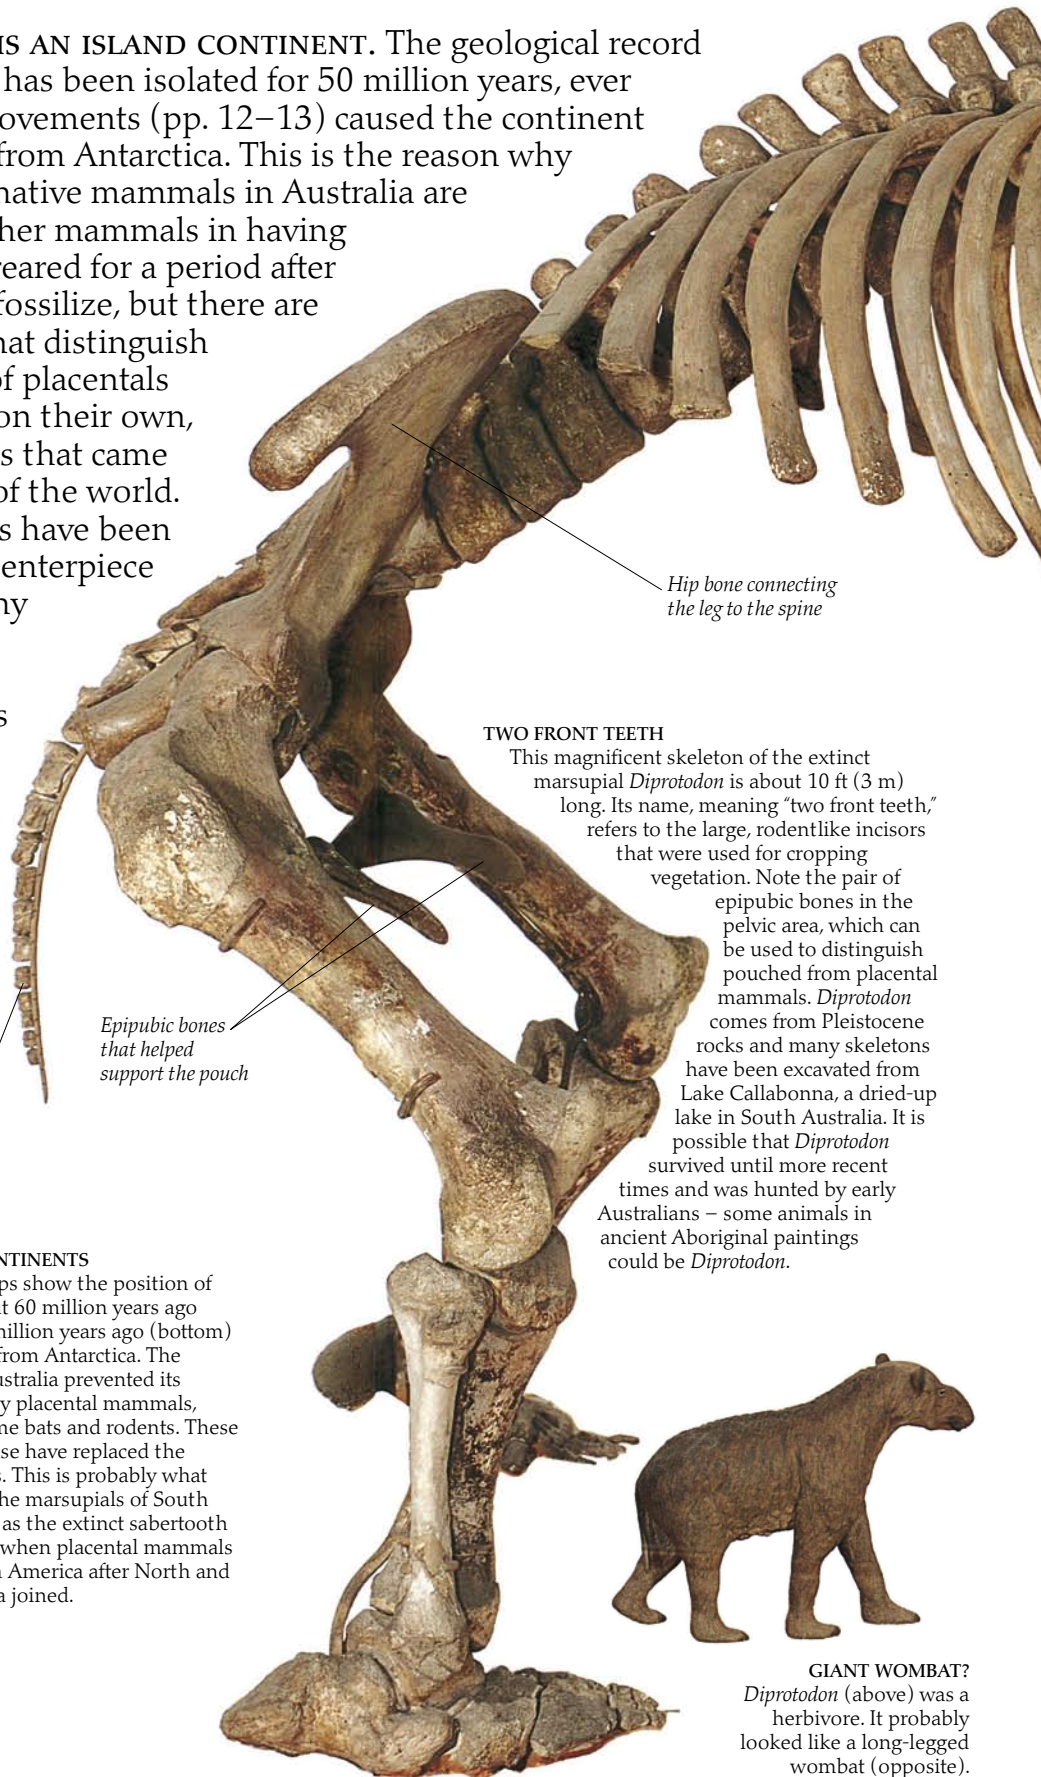 IS AN ISLAND CONTINENT. The geological record
has been isolated for 50 million years, ever
ovements (pp. 12–13) caused the continent
from Antarctica. This is the reason why
native mammals in Australia are
her mammals in having
reared for a period after
fossilize, but there are
hat distinguish
of placentals
on their own,
s that came
of the world.
s have been
enterpiece
ny
s
Hip bone connecting
the leg to the spine
TWO FRONT TEETH
This magnificent skeleton of the extinct
marsupial Diprotodon is about 10 ft (3 m)
long. Its name, meaning “two front teeth,”
refers to the large, rodentlike incisors
that were used for cropping
vegetation. Note the pair of
epipubic bones in the
pelvic area, which can
be used to distinguish
pouched from placental
mammals. Diprotodon
comes from Pleistocene
rocks and many skeletons
have been excavated from
Lake Callabonna, a dried-up
lake in South Australia. It is
possible that Diprotodon
survived until more recent
times and was hunted by early
Australians – some animals in
ancient Aboriginal paintings
could be Diprotodon.
Epipubic bones
that helped
support the pouch
NTINENTS
ps show the position of
t 60 million years ago
million years ago (bottom)
from Antarctica. The
ustralia prevented its
y placental mammals,
me bats and rodents. These
se have replaced the
s. This is probably what
he marsupials of South
as the extinct sabertooth
when placental mammals
n America after North and
a joined.
GIANT WOMBAT?
Diprotodon (above) was a
herbivore. It probably
looked like a long-legged
wombat (opposite).